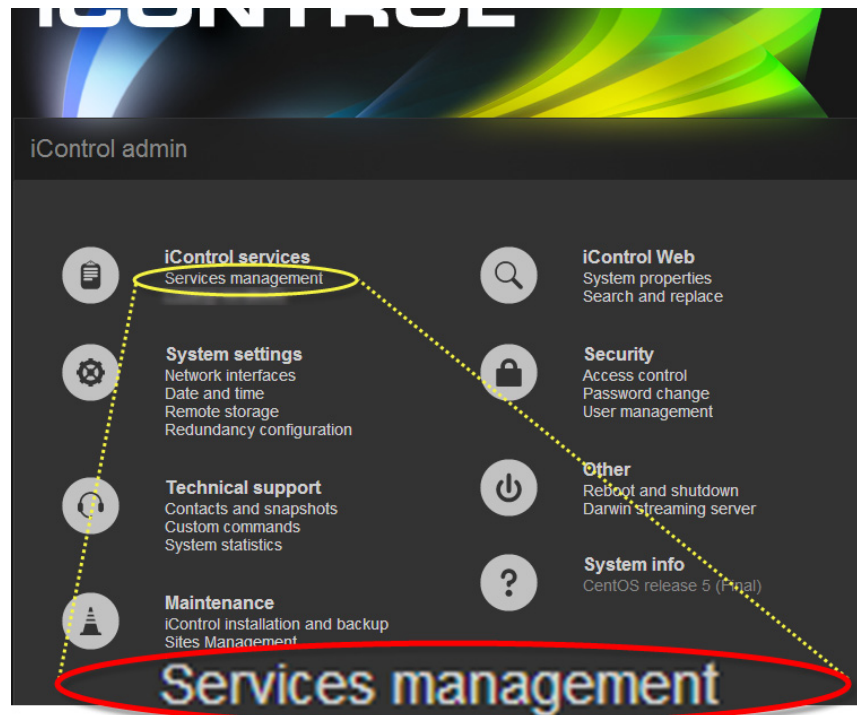 iCONTROL
iControl admin
iControl services
Services management
System settings
Network interfaces
Date and time
Remote storage
Redundancy configuration
Technical support
Contacts and snapshots
Custom commands
System statistics
Maintenance
iControl installation and backup
Sites Management
iControl Web
System properties
Search and replace
Security
Access control
Password change
User management
Other
Reboot and shutdown
Darwin streaming server
System info
CentOS release 5 (Final)
Services management